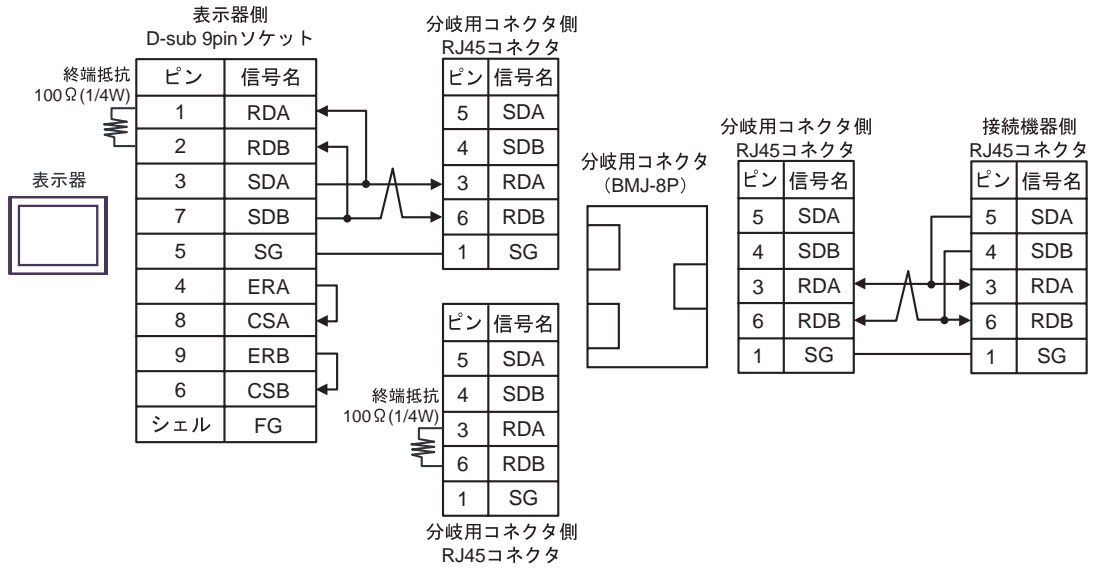 表示器
表示器側
D-sub 9pinソケット
終端抵抗
100Ω(1/4W)
ピン 信号名
1 RDA
2 RDB
3 SDA
7 SDB
5 SG
4 ERA
8 CSA
9 ERB
6 CSB
シェル FG
分岐用コネクタ側
RJ45コネクタ
ピン 信号名
5 SDA
4 SDB
3 RDA
6 RDB
1 SG
終端抵抗
100Ω(1/4W)
ピン 信号名
5 SDA
4 SDB
3 RDA
6 RDB
1 SG
分岐用コネクタ側
RJ45コネクタ
分岐用コネクタ
（BMJ-8P）
分岐用コネクタ側
RJ45コネクタ
ピン 信号名
5 SDA
4 SDB
3 RDA
6 RDB
1 SG
接続機器側
RJ45コネクタ
ピン 信号名
5 SDA
4 SDB
3 RDA
6 RDB
1 SG